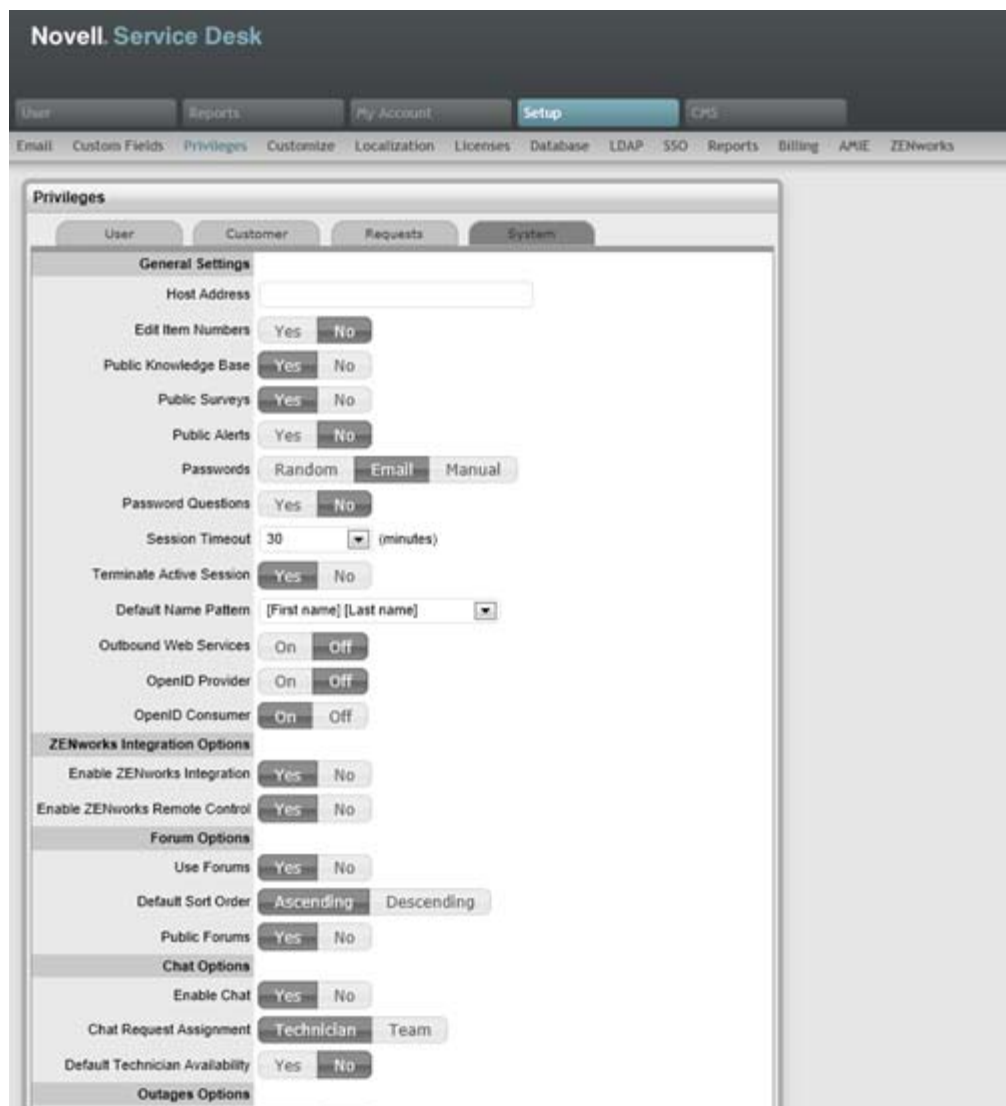 Novell. Service Desk
User Reports My Account Setup CMS
Email Custom Fields Privileges Customize Localization Licenses Database LDAP SSO Reports Billing AMIE ZENworks
Privileges
User Customer Requests System
General Settings
Host Address
Edit Item Numbers Yes No
Public Knowledge Base Yes No
Public Surveys Yes No
Public Alerts Yes No
Passwords Random Email Manual
Password Questions Yes No
Session Timeout 30 (minutes)
Terminate Active Session Yes No
Default Name Pattern [First name] [Last name]
Outbound Web Services On Off
OpenID Provider On Off
OpenID Consumer On Off
ZENworks Integration Options
Enable ZENworks Integration Yes No
Enable ZENworks Remote Control Yes No
Forum Options
Use Forums Yes No
Default Sort Order Ascending Descending
Public Forums Yes No
Chat Options
Enable Chat Yes No
Chat Request Assignment Technician Team
Default Technician Availability Yes No
Outages Options